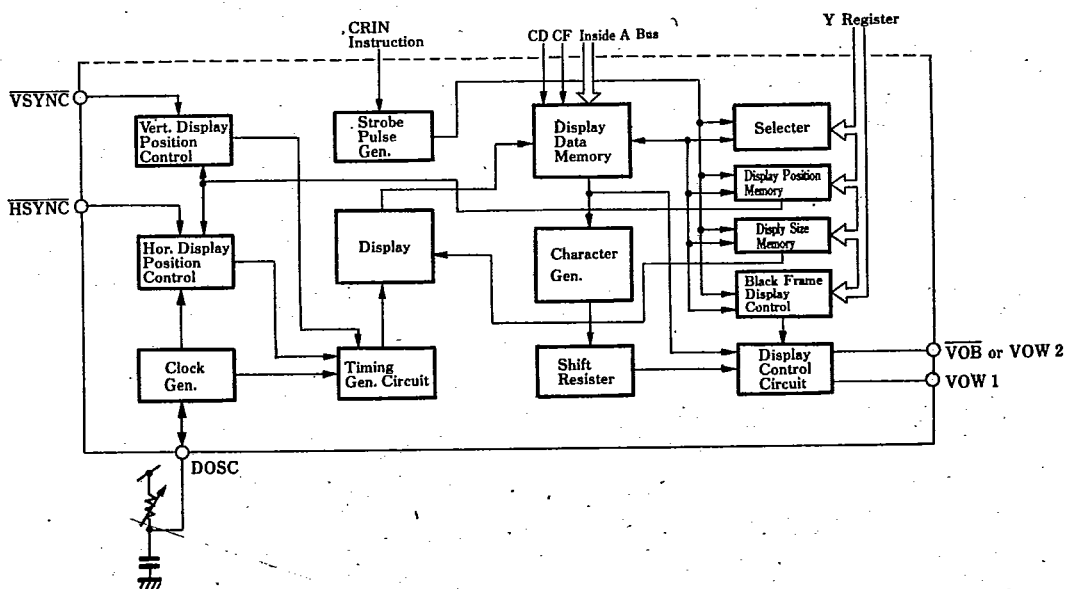 CRIN
Instruction
CD CF Inside A Bus
Y Register
VSYNC
Vert. Display
Position
Control
Strobe
Pulse
Gen.
Display
Data
Memory
Selecter
Display Position
Memory
HSYNC
Hor. Display
Position
Control
Display
Character
Gen.
Disply Size
Memory
Black Frame
Display
Control
Clock
Gen.
Timing
Gen. Circuit
Shift
Resister
Display
Control
Circuit
VOB or VOW 2
VOW 1
DOSC